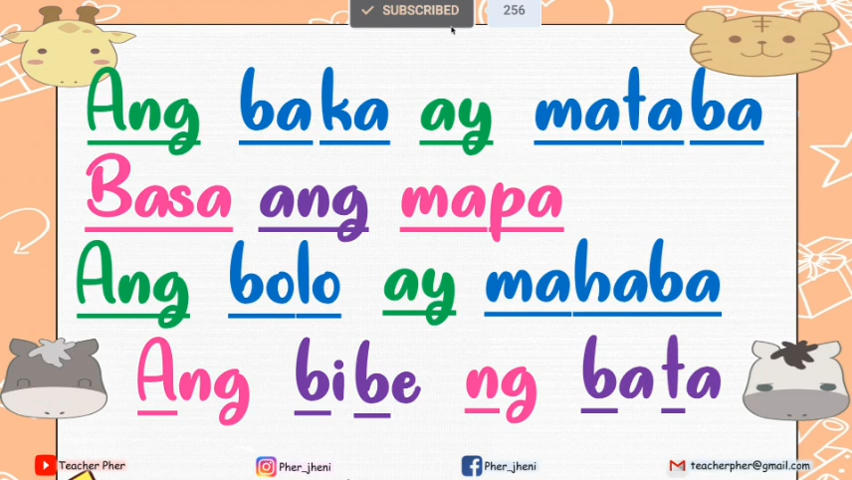 SUBSCRIBED 256
Ang baka ay mataba
Basa ang mapa
Ang bolo ay mahaba
Ang bibe ng bata
Teacher Pher Pher_jheni Pher_jheni teacherpher@gmail.com